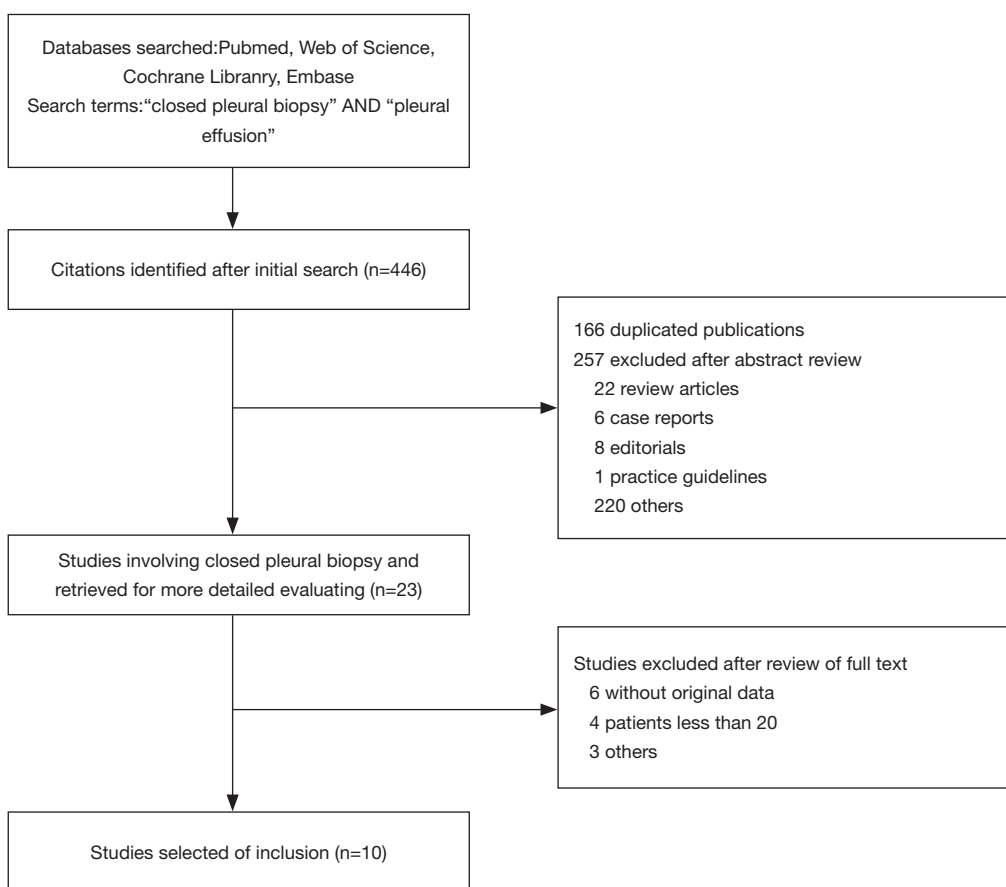 Databases searched:Pubmed, Web of Science,
Cochrane Libranry, Embase
Search terms:“closed pleural biopsy” AND “pleural
effusion”
Citations identified after initial search (n=446)
166 duplicated publications
257 excluded after abstract review
22 review articles
6 case reports
8 editorials
1 practice guidelines
220 others
Studies involving closed pleural biopsy and
retrieved for more detailed evaluating (n=23)
Studies excluded after review of full text
6 without original data
4 patients less than 20
3 others
Studies selected of inclusion (n=10)